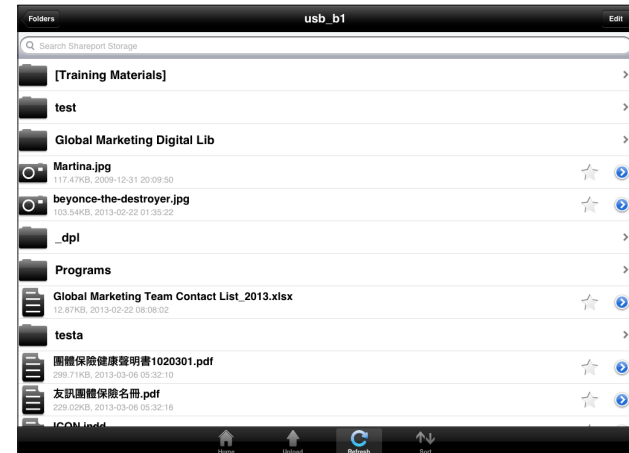 Folders
usb_b1
Edit
Search Shareport Storage
[Training Materials]
test
Global Marketing Digital Lib
Martina.jpg
117.47KB, 2009-12-31 20:09:50
beyonce-the-destroyer.jpg
103.54KB, 2013-02-22 01:35:22
_dpl
Programs
Global Marketing Team Contact List_2013.xlsx
12.87KB, 2013-02-22 08:08:02
testa
團體保險健康聲明書1020301.pdf
299.71KB, 2013-03-06 05:32:10
友訊團體保險名冊.pdf
229.02KB, 2013-03-06 05:32:16
ICON.indd
Home
Upload
Refresh
Sort